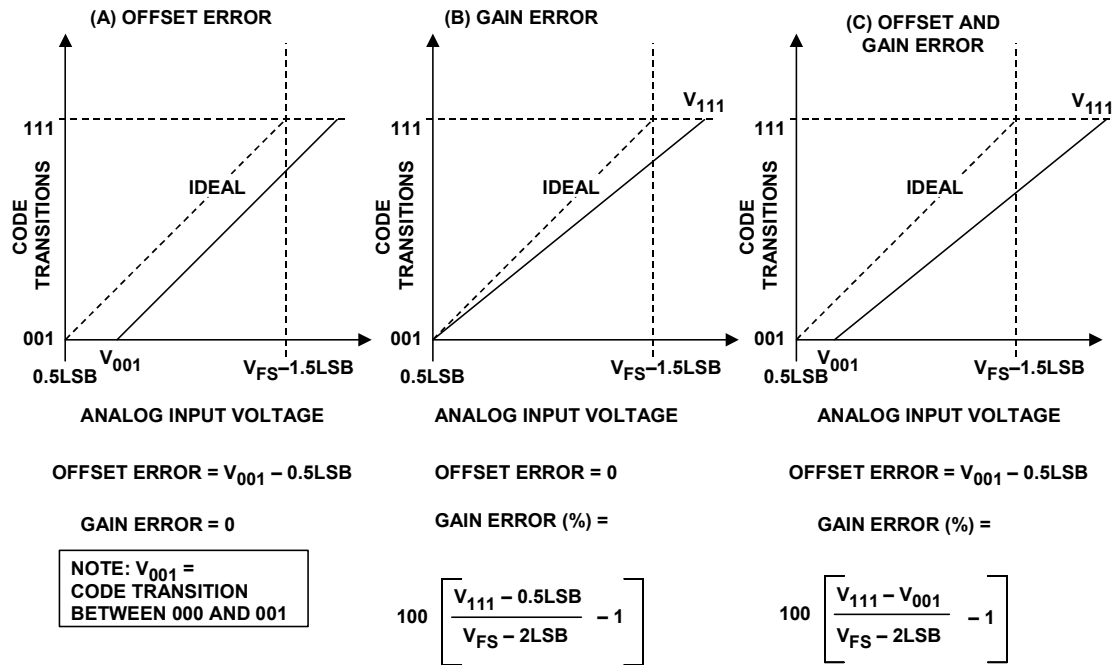 (A) OFFSET ERROR
111
IDEAL
CODE
TRANSITIONS
001
0.5LSB
V001
VFS–1.5LSB
ANALOG INPUT VOLTAGE
OFFSET ERROR = V001 – 0.5LSB
GAIN ERROR = 0
NOTE: V001 =
CODE TRANSITION
BETWEEN 000 AND 001
(B) GAIN ERROR
V111
111
IDEAL
CODE
TRANSITIONS
001
0.5LSB
VFS–1.5LSB
ANALOG INPUT VOLTAGE
OFFSET ERROR = 0
GAIN ERROR (%) =
100 [ V111 – 0.5LSB
VFS – 2LSB – 1 ]
(C) OFFSET AND
GAIN ERROR
V111
111
IDEAL
CODE
TRANSITIONS
001
0.5LSB
V001
VFS–1.5LSB
ANALOG INPUT VOLTAGE
OFFSET ERROR = V001 – 0.5LSB
GAIN ERROR (%) =
100 [ V111 – V001
VFS – 2LSB – 1 ]